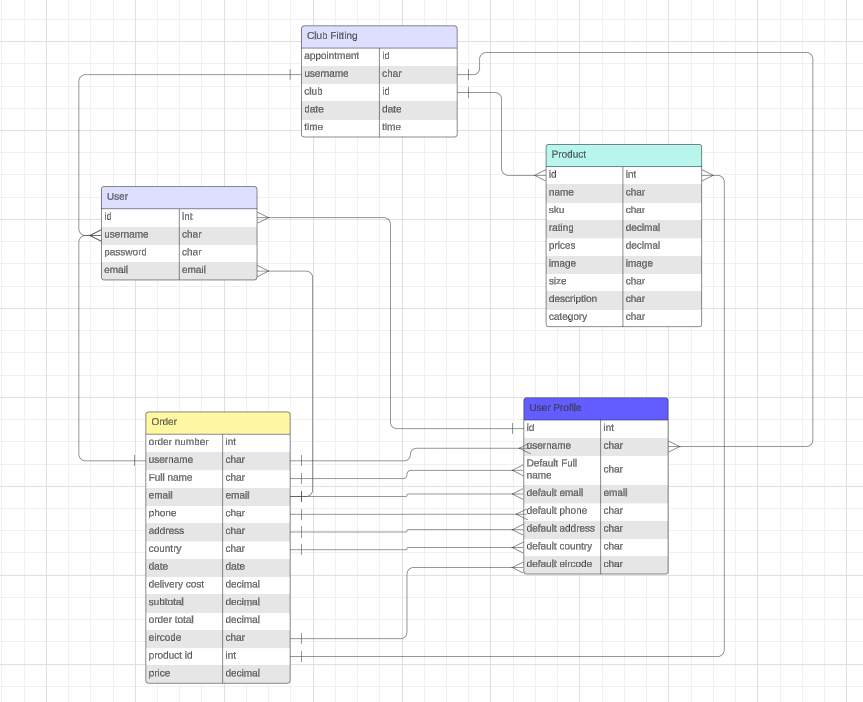 Club Fitting
appointment id
username char
club id
date date
time time
Product
id int
name char
sku char
rating decimal
prices decimal
image image
size char
description char
category char
User
id int
username char
password char
email email
Order
order number int
username char
Full name char
email email
phone char
address char
country char
date date
delivery cost decimal
subtotal decimal
order total decimal
eircode char
product id int
price decimal
User Profile
id int
username char
Default Full
name char
default email email
default phone char
default address char
default country char
default eircode char